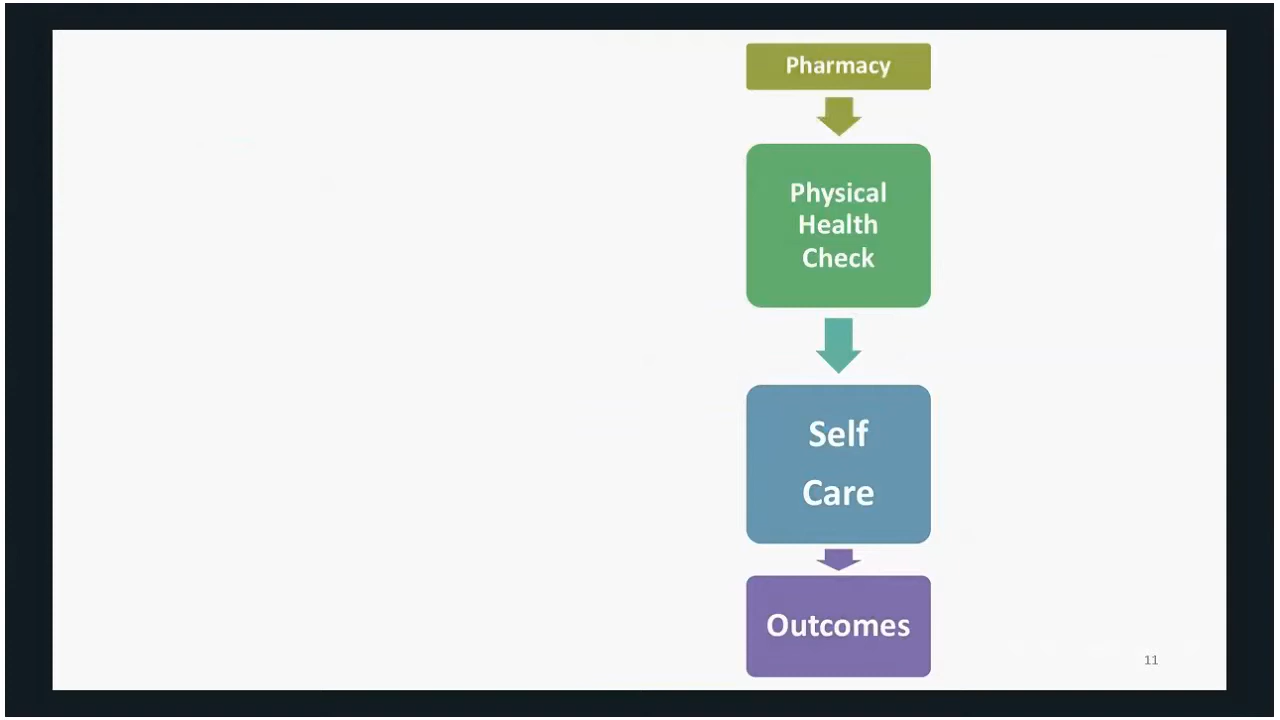 Pharmacy
Physical
Health
Check
Self
Care
Outcomes
11